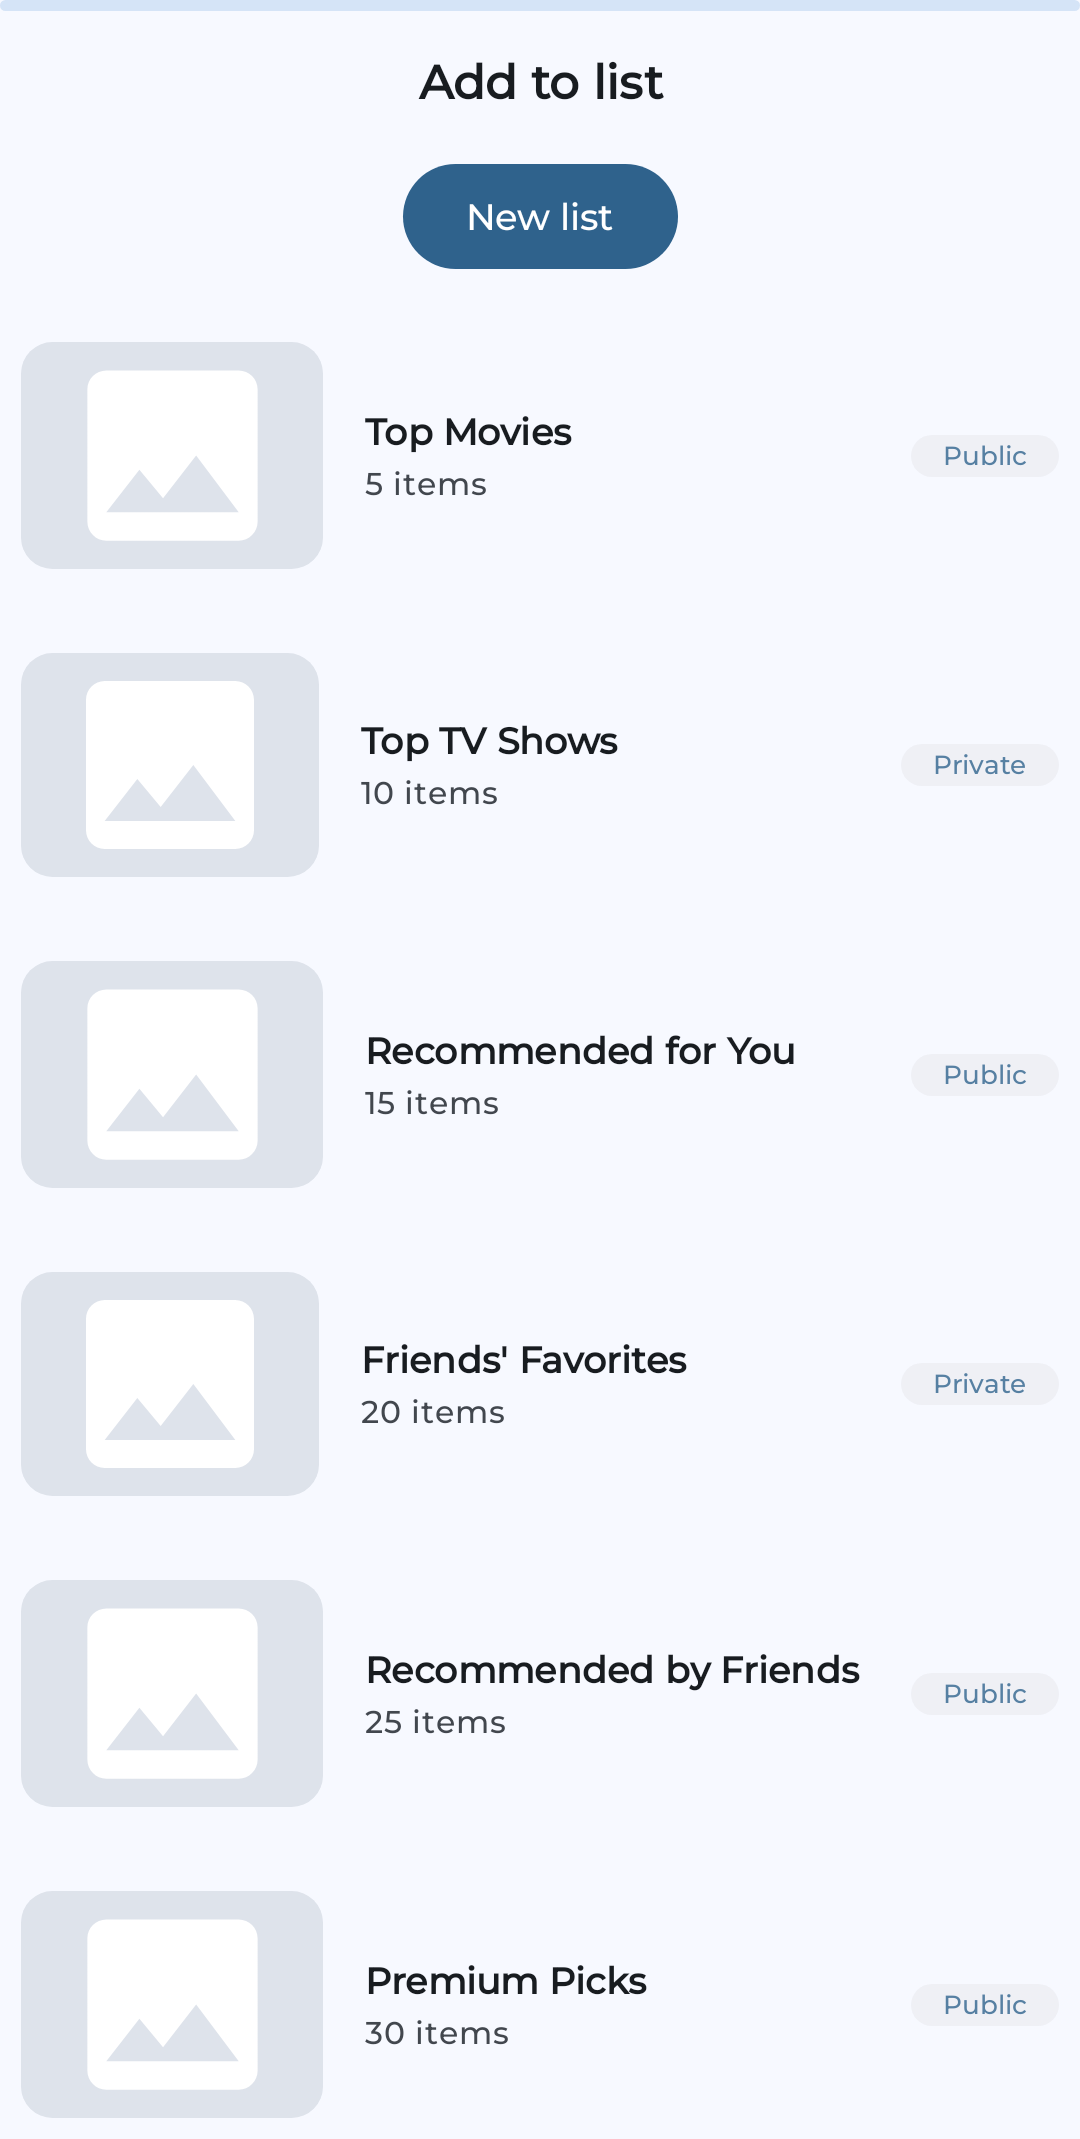 Add to list
New list
Top Movies
5 items
Public
Top TV Shows
10 items
Private
Recommended for You
15 items
Public
Friends' Favorites
20 items
Private
Recommended by Friends
25 items
Public
Premium Picks
30 items
Public